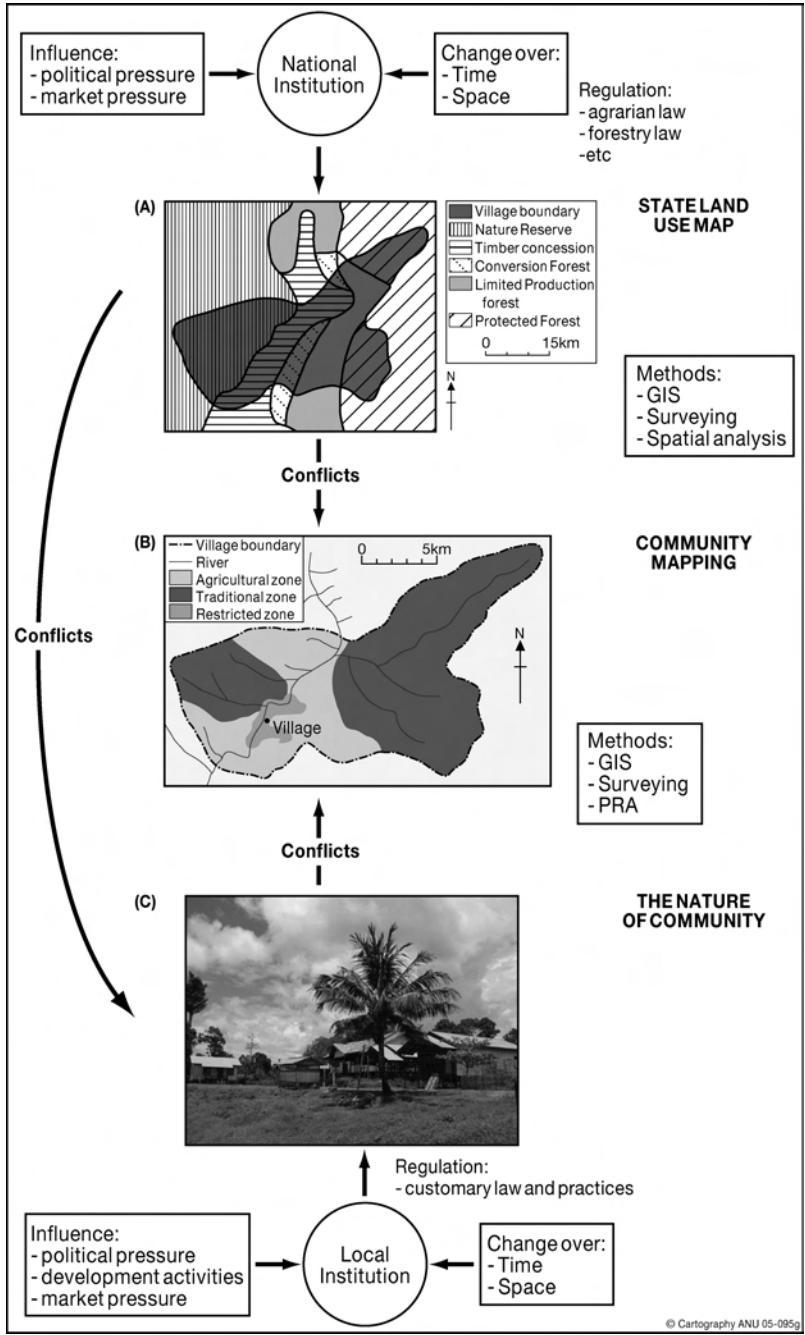 Influence:
- political pressure
- market pressure
National
Institution
Change over:
- Time
- Space
Regulation:
- agrarian law
- forestry law
-etc
(A)
Village boundary
Nature Reserve
Timber concession
Conversion Forest
Limited Production
forest
Protected Forest
0 15km
N
STATE LAND
USE MAP
Methods:
- GIS
- Surveying
- Spatial analysis
Conflicts
Conflicts
(B)
Village boundary
River
Agricultural zone
Traditional zone
Restricted zone
0 5km
N
Village
COMMUNITY
MAPPING
Methods:
- GIS
- Surveying
- PRA
Conflicts
(C)
THE NATURE
OF COMMUNITY
Regulation:
- customary law and practices
Influence:
- political pressure
- development activities
- market pressure
Local
Institution
Change over:
- Time
- Space
© Cartography ANU 05-095g